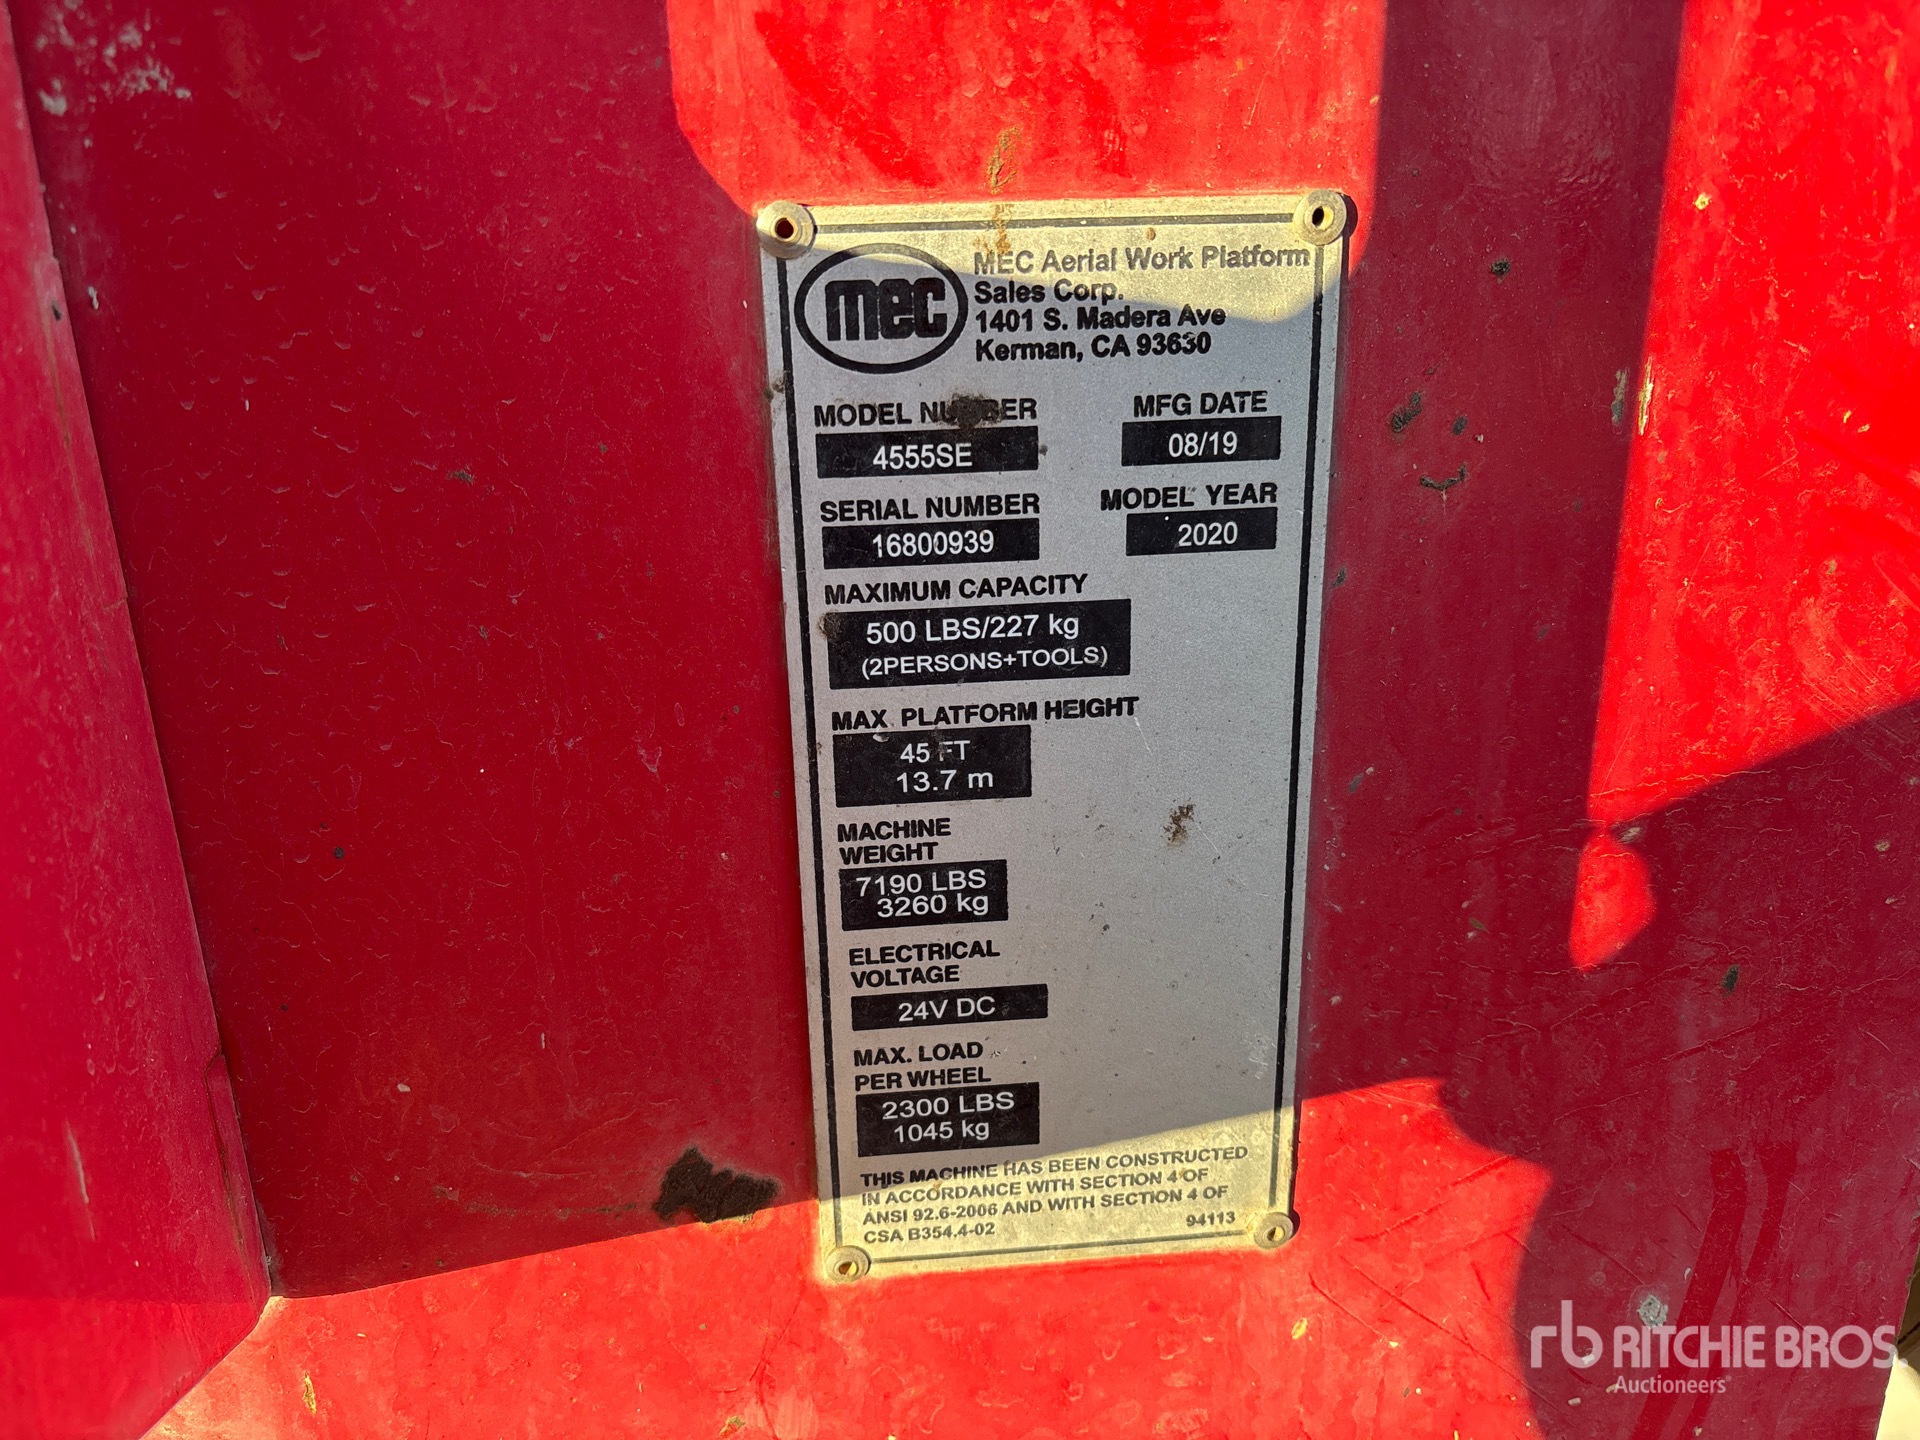 mec
MEC Aerial Work Platform
Sales Corp.
1401 S. Madera Ave
Kerman, CA 93630
MODEL NUMBER
4555SE
MFG DATE
08/19
SERIAL NUMBER
16800939
MODEL YEAR
2020
MAXIMUM CAPACITY
500 LBS/227 kg
(2PERSONS+TOOLS)
MAX. PLATFORM HEIGHT
45 FT
13.7 m
MACHINE
WEIGHT
7190 LBS
3260 kg
ELECTRICAL
VOLTAGE
24V DC
MAX. LOAD
PER WHEEL
2300 LBS
1045 kg
THIS MACHINE HAS BEEN CONSTRUCTED
IN ACCORDANCE WITH SECTION 4 OF
ANSI 92.6-2006 AND WITH SECTION 4 OF
CSA B354.4-02
94113
rb RITCHIE BROS.
Auctioneers